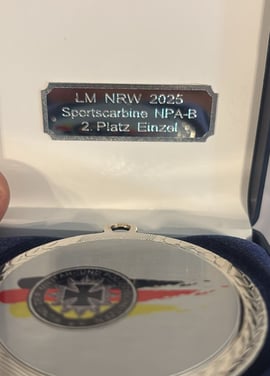 LM NRW 2025
Sportscarbine NPA-B
2. Platz Einzel